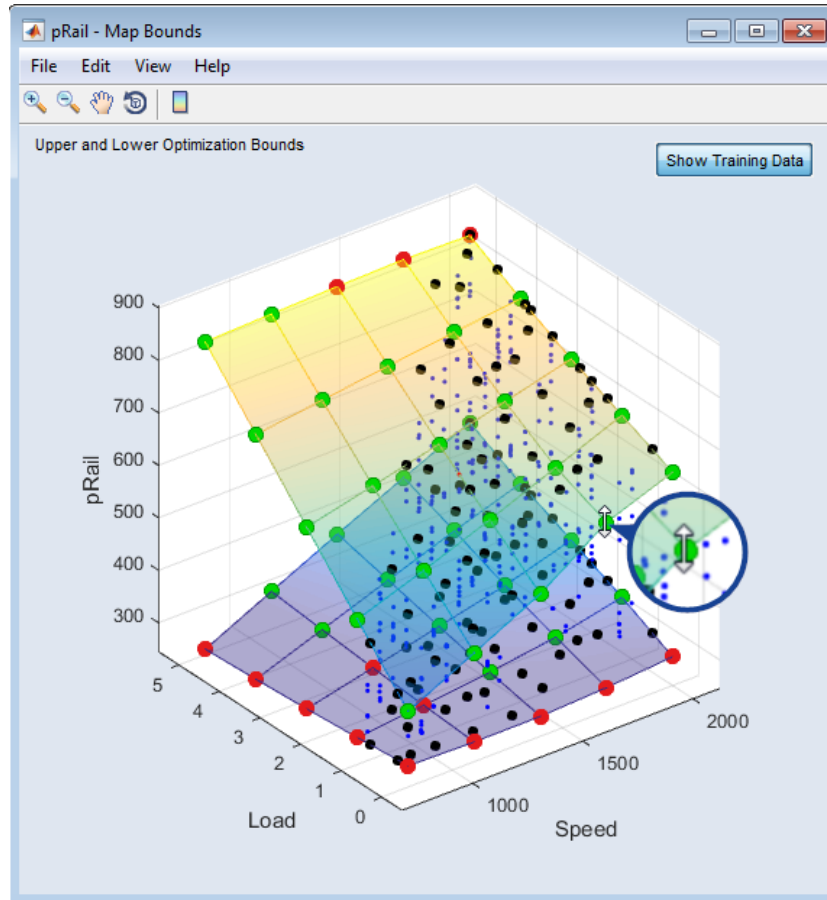 pRail - Map Bounds
File Edit View Help
Upper and Lower Optimization Bounds
Show Training Data
900
800
700
600
500
400
300
pRail
5
4
3
2
1
0
Load
1000
1500
2000
Speed